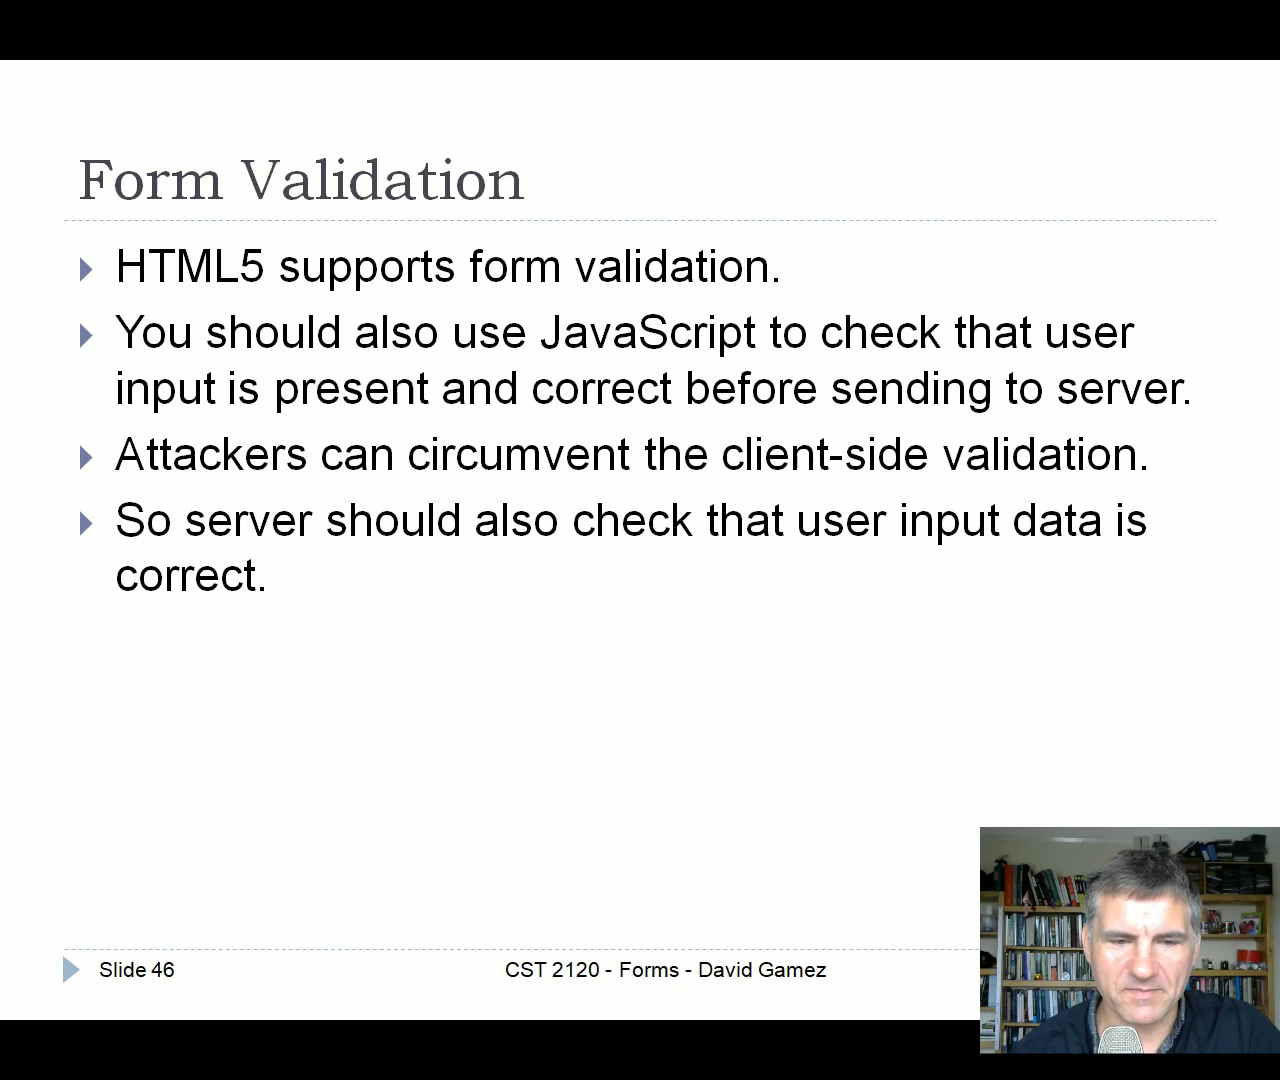 Form Validation
HTML5 supports form validation.
You should also use JavaScript to check that user
input is present and correct before sending to server.
Attackers can circumvent the client-side validation.
So server should also check that user input data is
correct.
Slide 46
CST 2120 - Forms - David Gamez